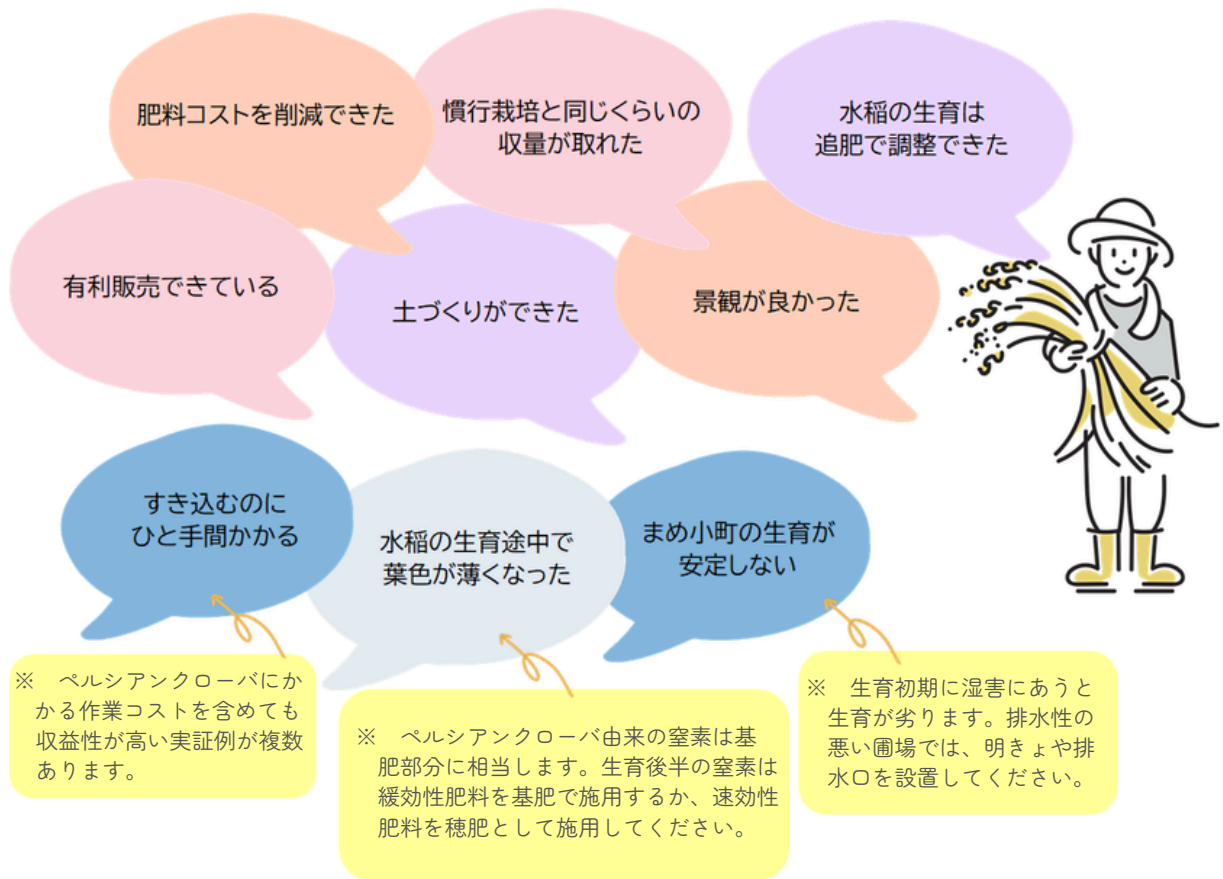 肥料コストを削減できた
慣行栽培と同じくらいの
収量が取れた
水稲の生育は
追肥で調整できた
有利販売できている
土づくりができた
景観が良かった
すき込むのに
ひと手間かかる
水稲の生育途中で
葉色が薄くなった
まめ小町の生育が
安定しない
※　ペルシアンクローバにか
かる作業コストを含めても
収益性が高い実証例が複数
あります。
※　ペルシアンクローバ由来の窒素は基
肥部分に相当します。生育後半の窒素は
緩効性肥料を基肥で施用するか、速効性
肥料を穂肥として施用してください。
※　生育初期に湿害にあうと
生育が劣ります。排水性の
悪い圃場では、明きょや排
水口を設置してください。